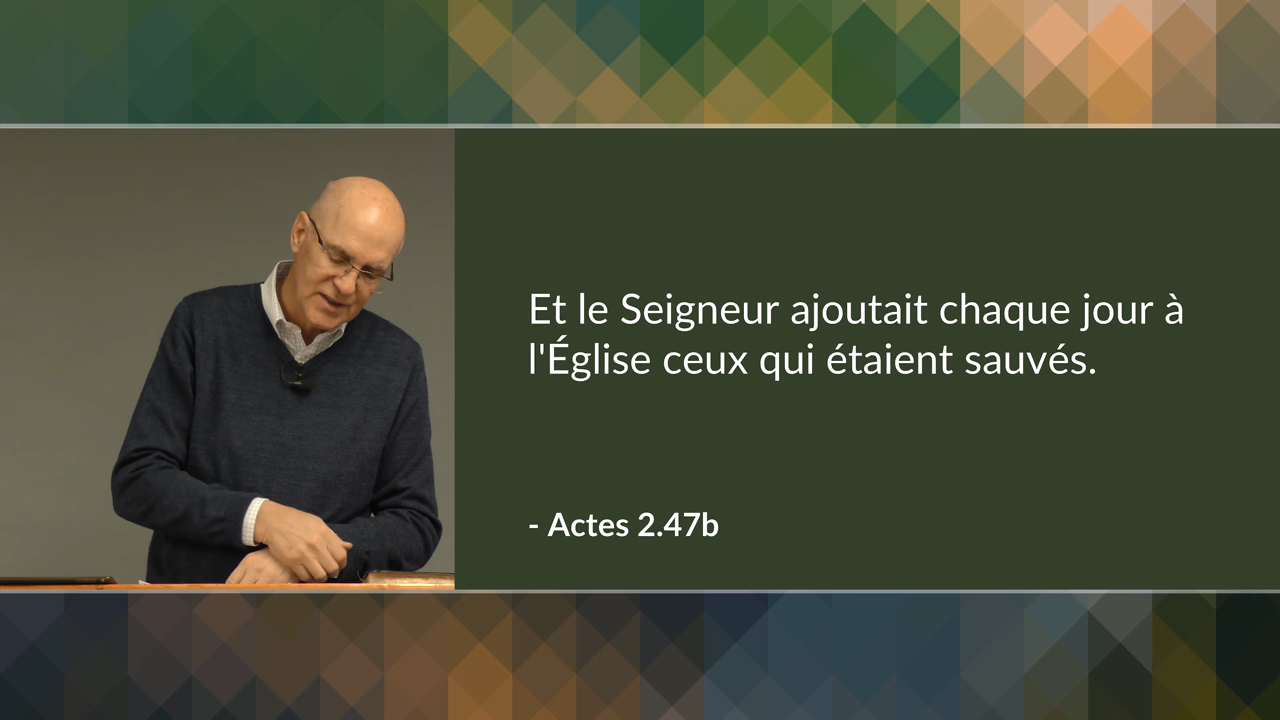 Et le Seigneur ajoutait chaque jour à
l'Église ceux qui étaient sauvés.
- Actes 2.47b